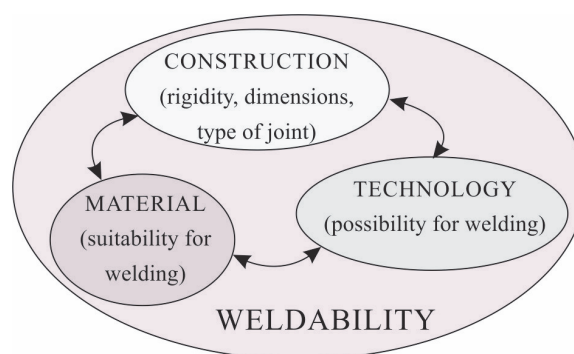 CONSTRUCTION
(rigidity, dimensions,
type of joint)
TECHNOLOGY
(possibility for welding)
MATERIAL
(suitability for
welding)
WELDABILITY